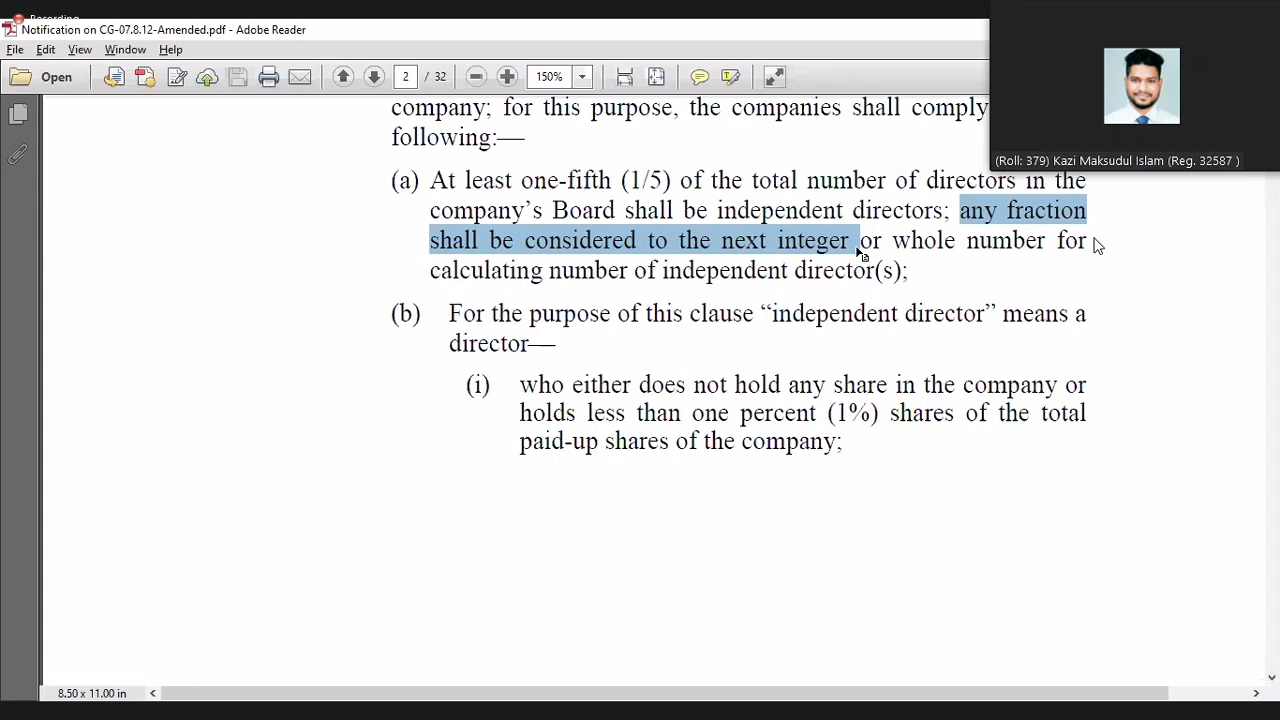 Recording
Notification on CG-07.8.12-Amended.pdf - Adobe Reader
File Edit View Window Help
Open 2 / 32 150%
company; for this purpose, the companies shall comply
following:—
(Roll: 379) Kazi Maksudul Islam (Reg. 32587 )
(a) At least one-fifth (1/5) of the total number of directors in the
company’s Board shall be independent directors; any fraction
shall be considered to the next integer or whole number for
calculating number of independent director(s);
(b) For the purpose of this clause “independent director” means a
director—
(i) who either does not hold any share in the company or
holds less than one percent (1%) shares of the total
paid-up shares of the company;
8.50 x 11.00 in